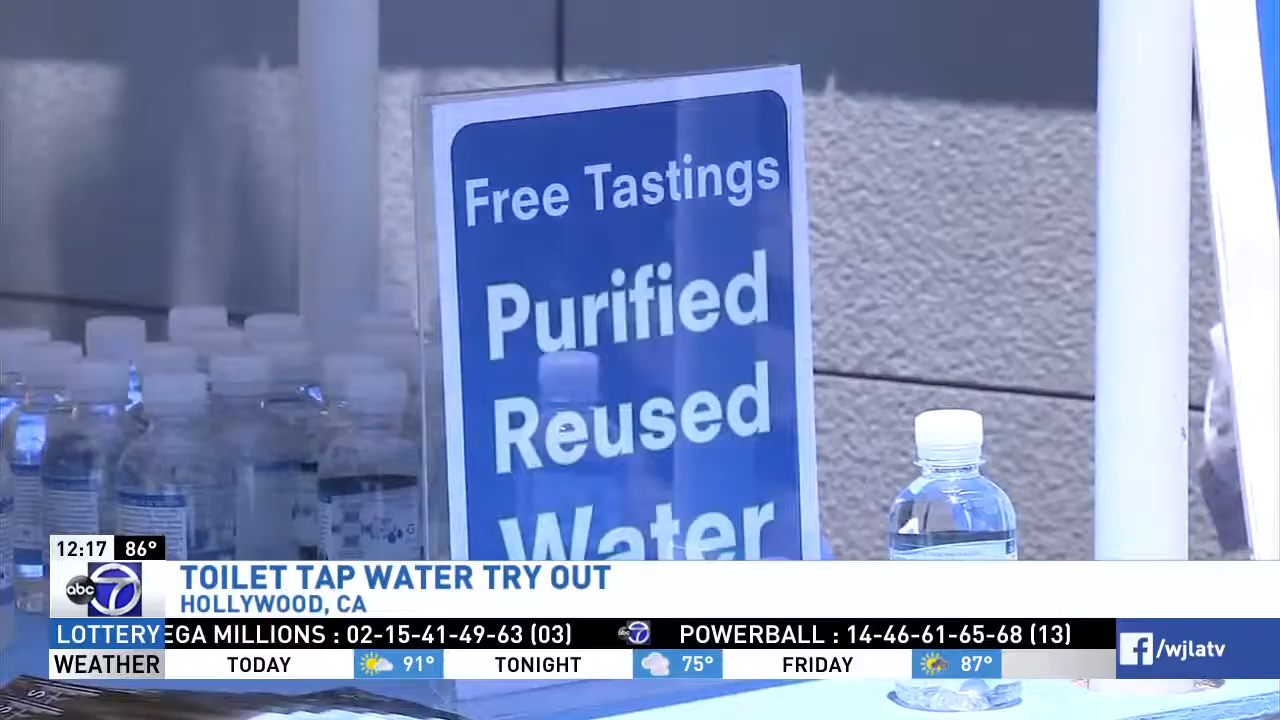 Free Tastings
Purified
Reused
Water
12:17 86°
abc 7
TOILET TAP WATER TRY OUT
HOLLYWOOD, CA
LOTTERY EGA MILLIONS : 02-15-41-49-63 (03) abc 7 POWERBALL : 14-46-61-65-68 (13)
/wjlatv
WEATHER TODAY 91° TONIGHT 75° FRIDAY 87°